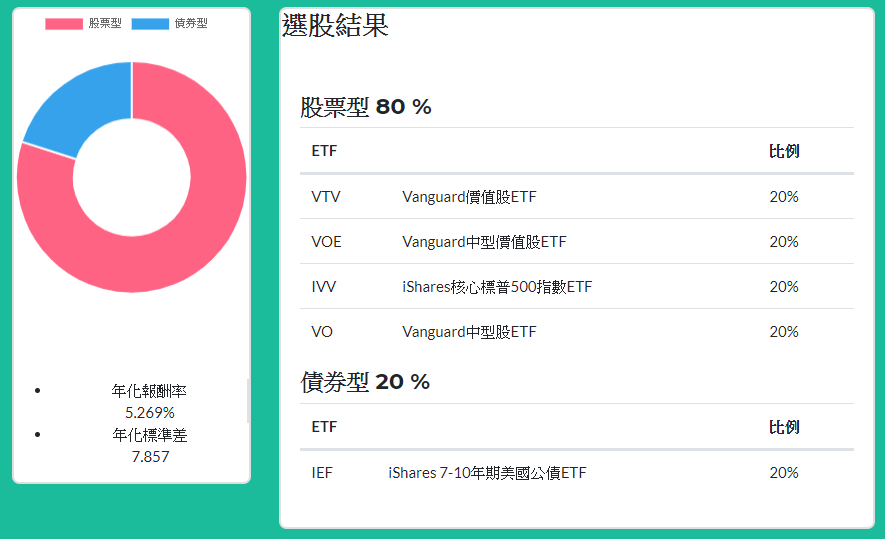 股票型 債券型
年化報酬率
5.269%
年化標準差
7.857
選股結果
股票型 80 %
ETF 比例
VTV Vanguard價值股ETF 20%
VOE Vanguard中型價值股ETF 20%
IVV iShares核心標普500指數ETF 20%
VO Vanguard中型股ETF 20%
債券型 20 %
ETF 比例
IEF iShares 7-10年期美國公債ETF 20%